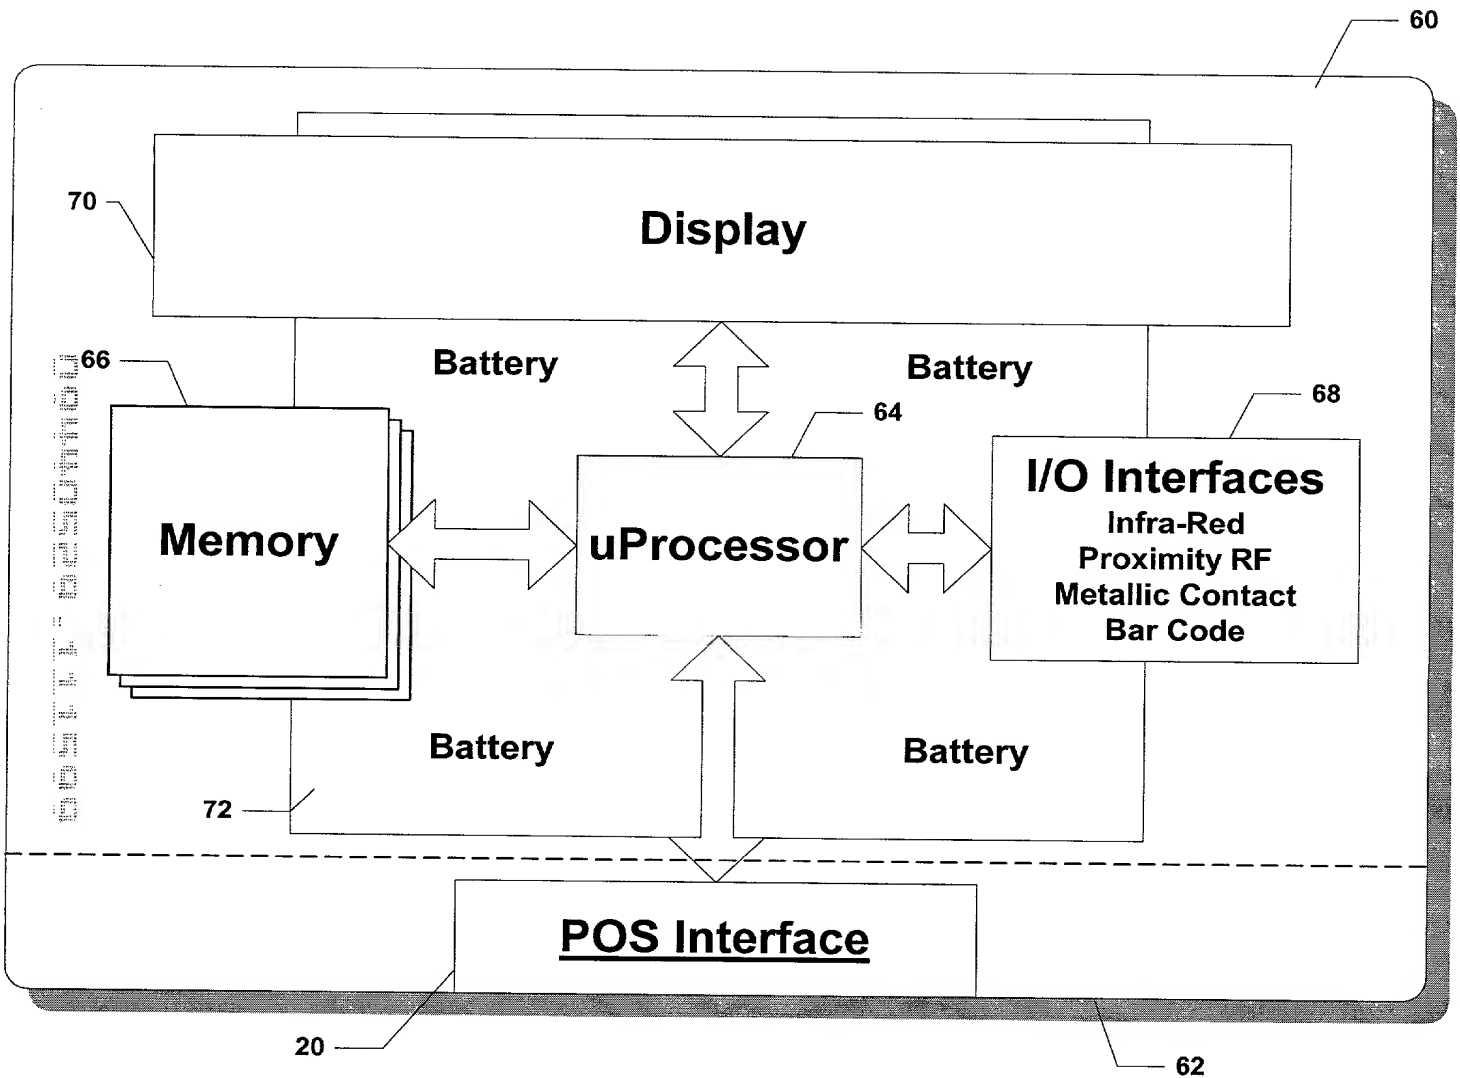 60
70
Display
66
Battery
Battery
64
68
Memory
uProcessor
I/O Interfaces
Infra-Red
Proximity RF
Metallic Contact
Bar Code
Battery
Battery
72
POS Interface
20
62